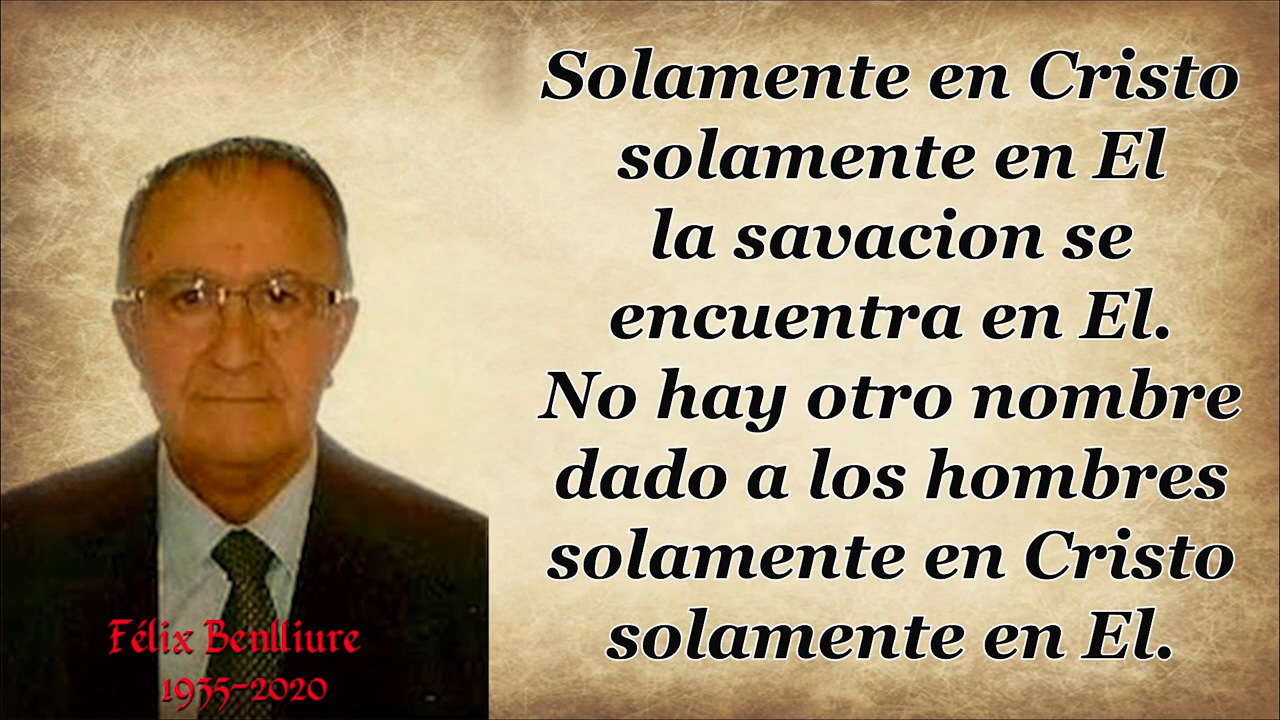 Solamente en Cristo
solamente en El
la savacion se
encuentra en El.
No hay otro nombre
dado a los hombres
solamente en Cristo
solamente en El.
Félix Benlliure
1935-2020